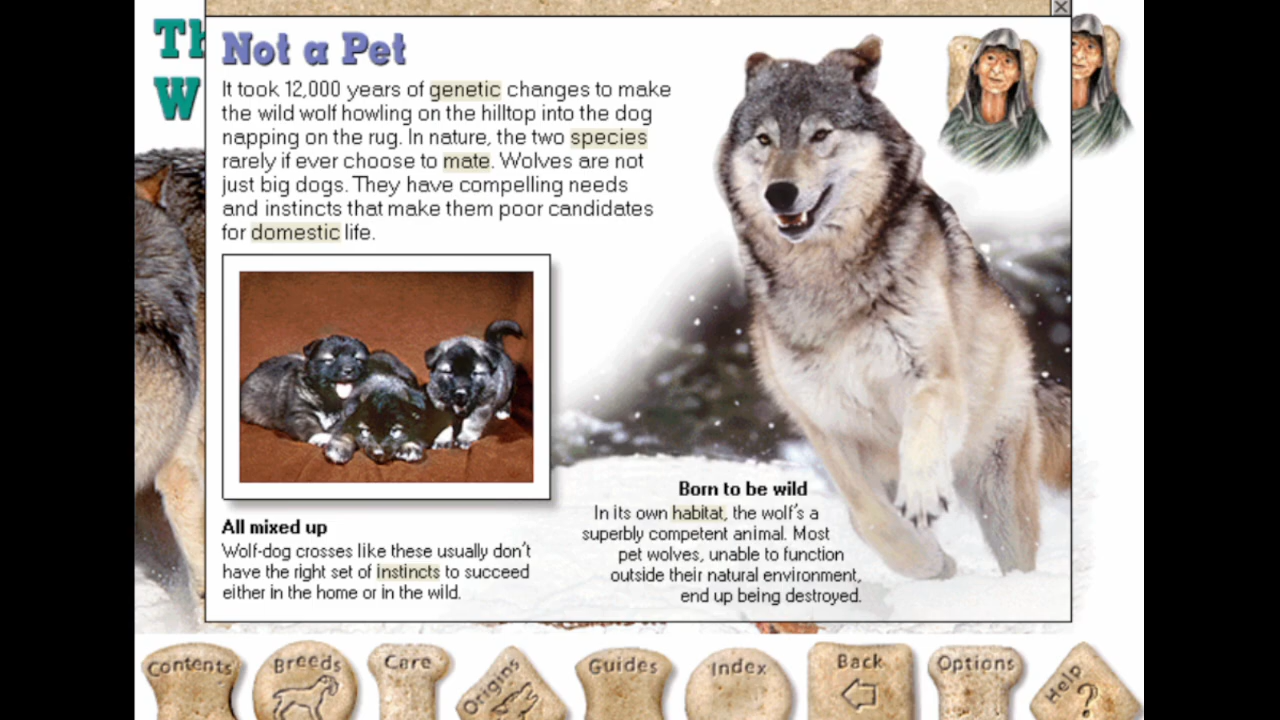 Th
W
Not a Pet
It took 12,000 years of genetic changes to make
the wild wolf howling on the hilltop into the dog
napping on the rug. In nature, the two species
rarely if ever choose to mate. Wolves are not
just big dogs. They have compelling needs
and instincts that make them poor candidates
for domestic life.
All mixed up
Wolf-dog crosses like these usually don't
have the right set of instincts to succeed
either in the home or in the wild.
Born to be wild
In its own habitat, the wolf's a
superbly competent animal. Most
pet wolves, unable to function
outside their natural environment,
end up being destroyed.
Contents
Breeds
Care
Origins
Guides
Index
Back
Options
Help
?